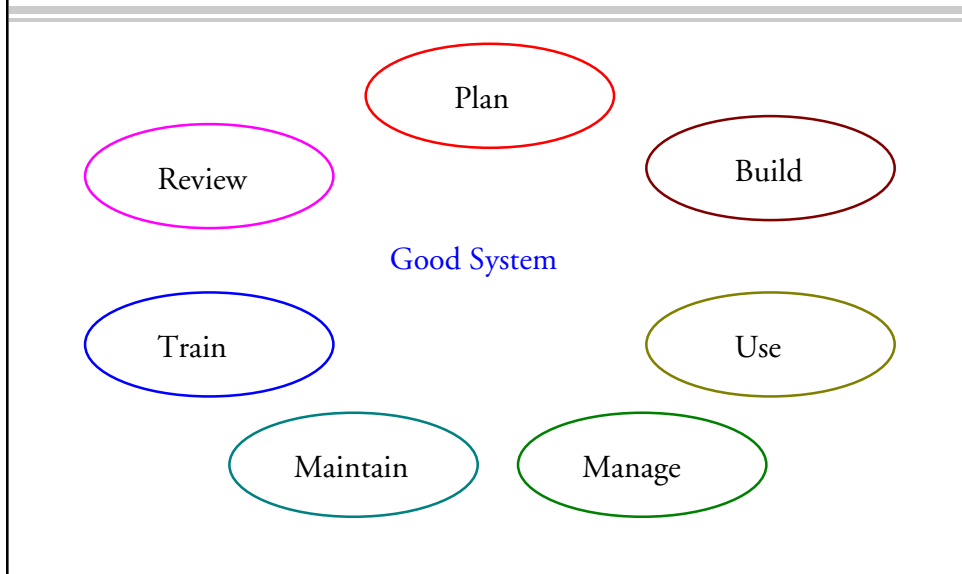 Plan
Build
Review
Good System
Train
Use
Maintain
Manage